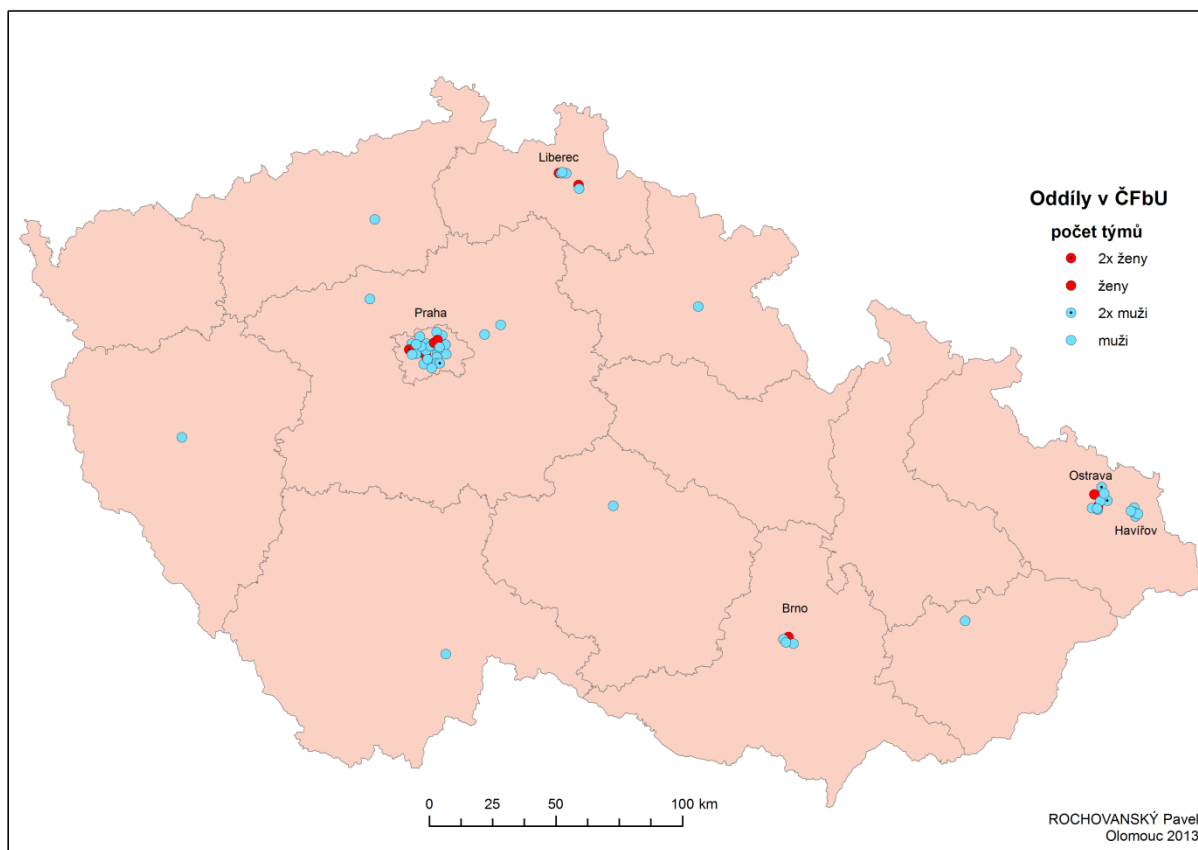 Liberec
Oddíly v ČFbU
počet týmů
2x ženy
ženy
2x muži
muži
Praha
Ostrava
Havířov
Brno
0 25 50 100 km
ROCHOVANSKÝ Pavel
Olomouc 2013